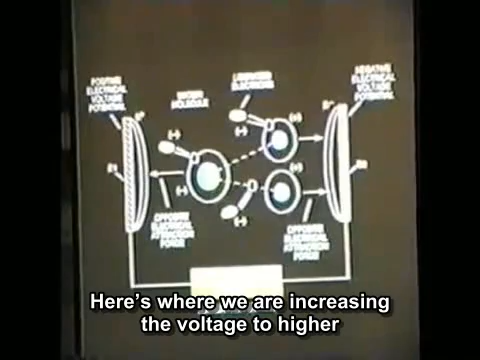 POSITIVE
ELECTRICAL
VOLTAGE
POTENTIAL
WATER
MOLECULE
LIBERATED
ELECTRONS
NEGATIVE
ELECTRICAL
VOLTAGE
POTENTIAL
(-)
(+)
(-)
(+)
(-)
(+)
(-)
OPPOSITE
ELECTRICAL
ATTRACTION
FORCE
OPPOSITE
ELECTRICAL
ATTRACTION
FORCE
Here's where we are increasing
the voltage to higher